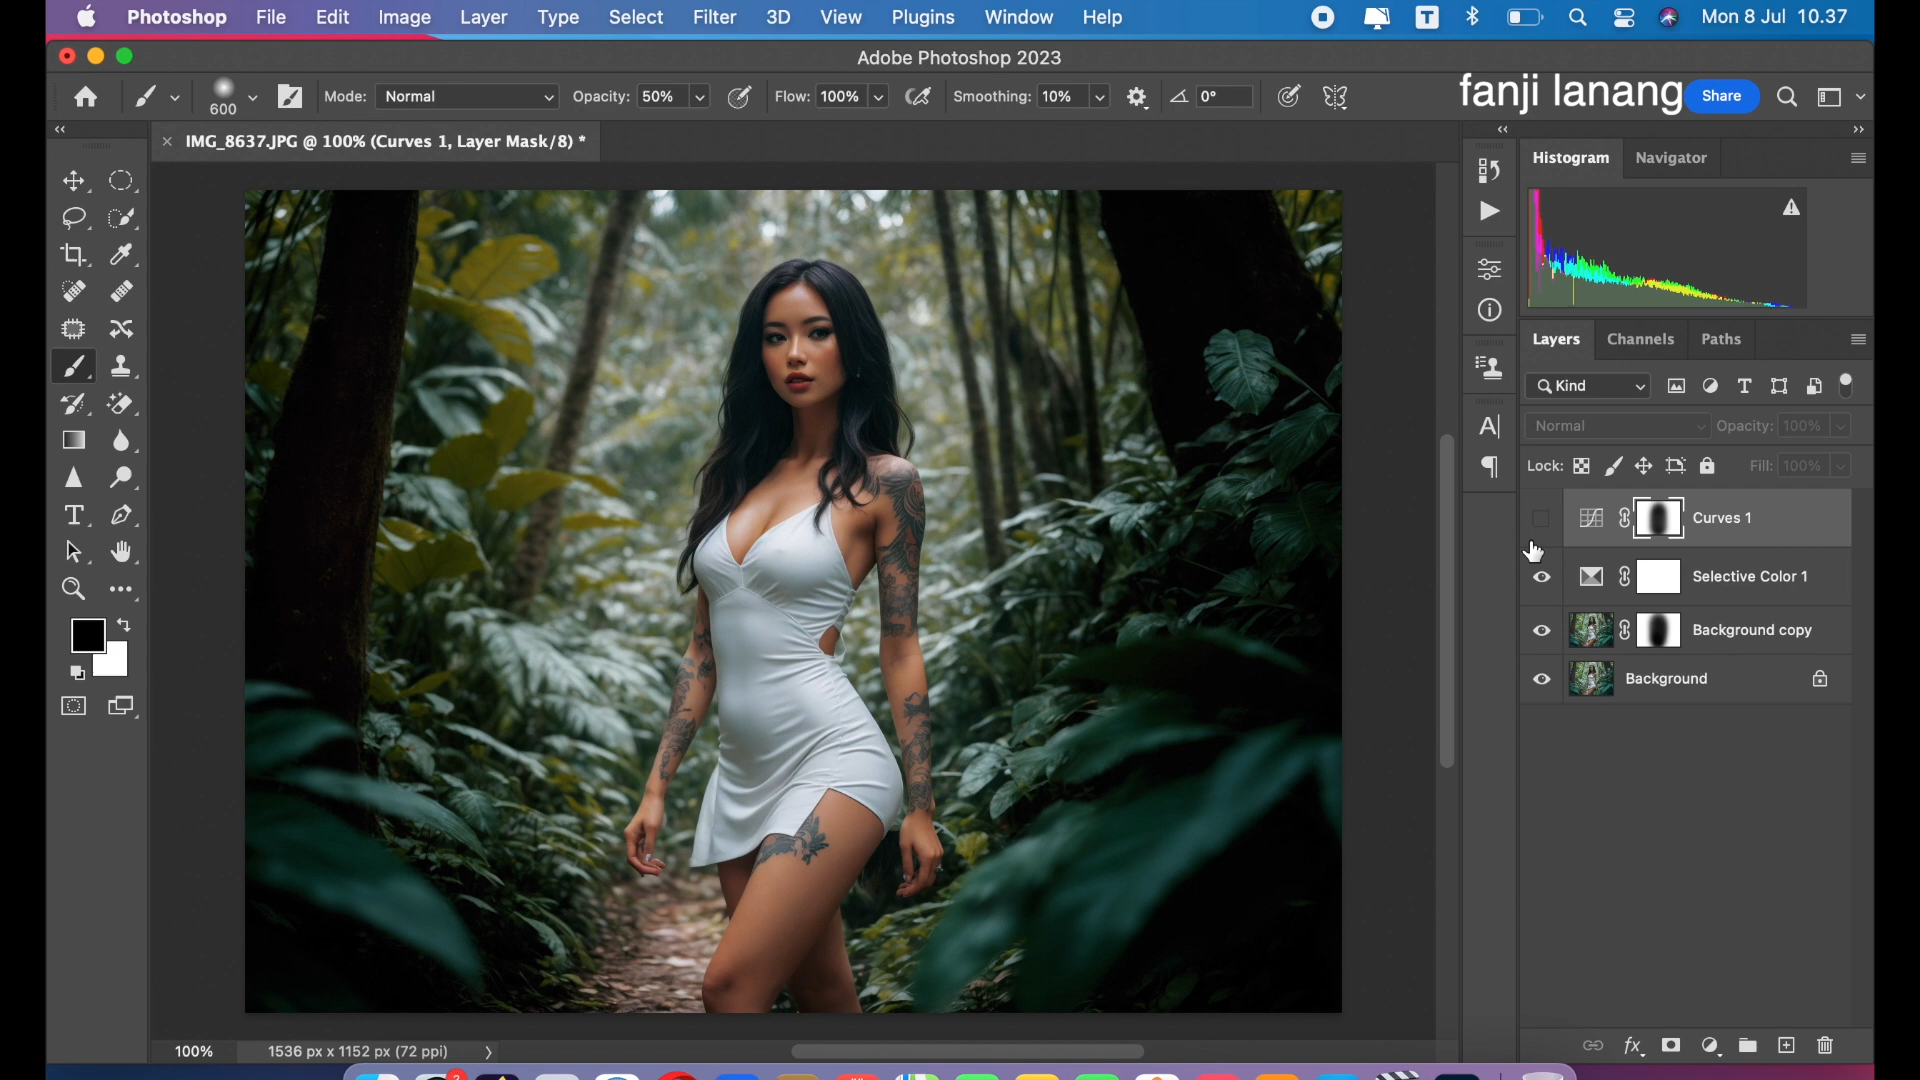 Photoshop File Edit Image Layer Type Select Filter 3D View Plugins Window Help T Mon 8 Jul 10.37
Adobe Photoshop 2023
600 Mode: Normal Opacity: 50% Flow: 100% Smoothing: 10% 0° fanji lanang Share
IMG_8637.JPG @ 100% (Curves 1, Layer Mask/8) *
Histogram Navigator
Layers Channels Paths
Kind
Normal Opacity: 100%
Lock: Fill: 100%
Curves 1
Selective Color 1
Background copy
Background
100% 1536 px x 1152 px (72 ppi)
fx
2